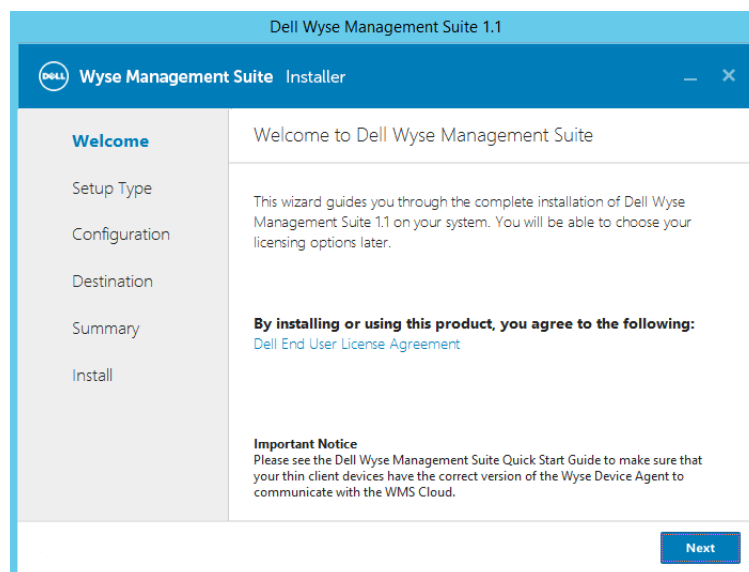 Dell Wyse Management Suite 1.1
DELL Wyse Management Suite Installer
Welcome
Setup Type
Configuration
Destination
Summary
Install
Welcome to Dell Wyse Management Suite
This wizard guides you through the complete installation of Dell Wyse
Management Suite 1.1 on your system. You will be able to choose your
licensing options later.
By installing or using this product, you agree to the following:
Dell End User License Agreement
Important Notice
Please see the Dell Wyse Management Suite Quick Start Guide to make sure that
your thin client devices have the correct version of the Wyse Device Agent to
communicate with the WMS Cloud.
Next